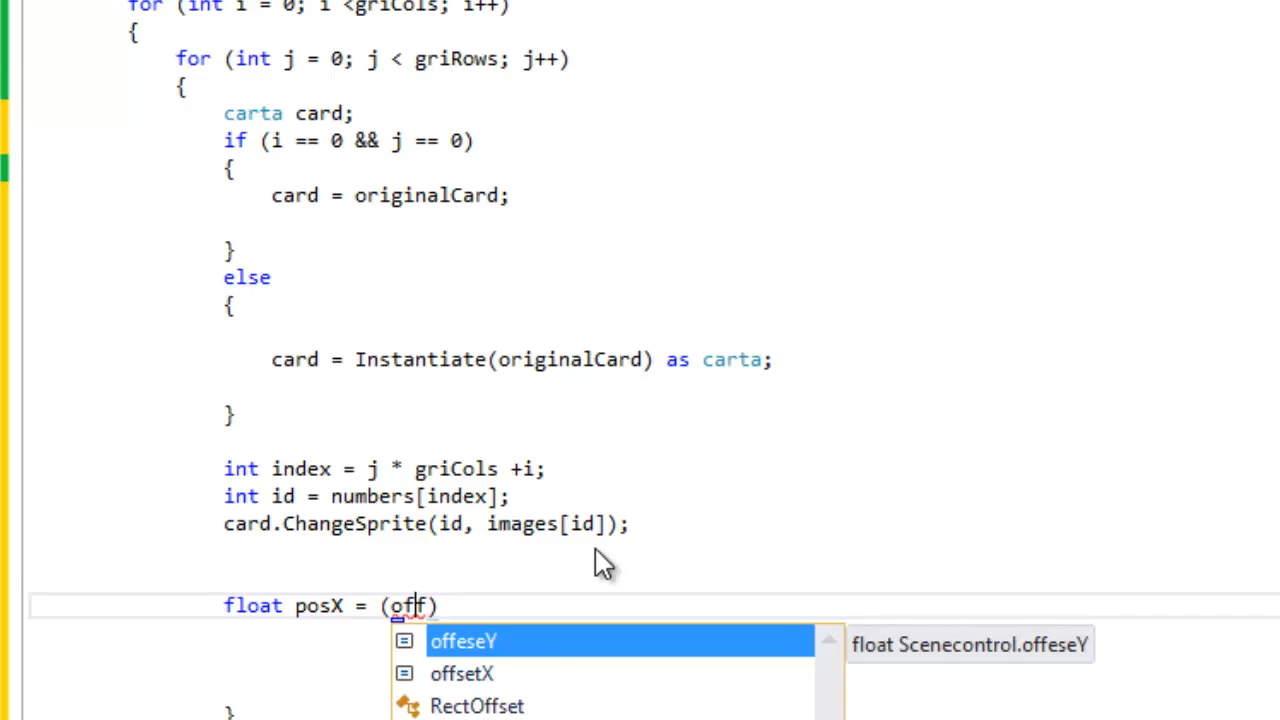 for (int i = 0; i <griCols; i++)
{
for (int j = 0; j < griRows; j++)
{
carta card;
if (i == 0 && j == 0)
{
card = originalCard;
}
else
{
card = Instantiate(originalCard) as carta;
}
int index = j * griCols +i;
int id = numbers[index];
card.ChangeSprite(id, images[id]);
float posX = (off)
offeseY
float Scenecontrol.offeseY
offsetX
RectOffset
}